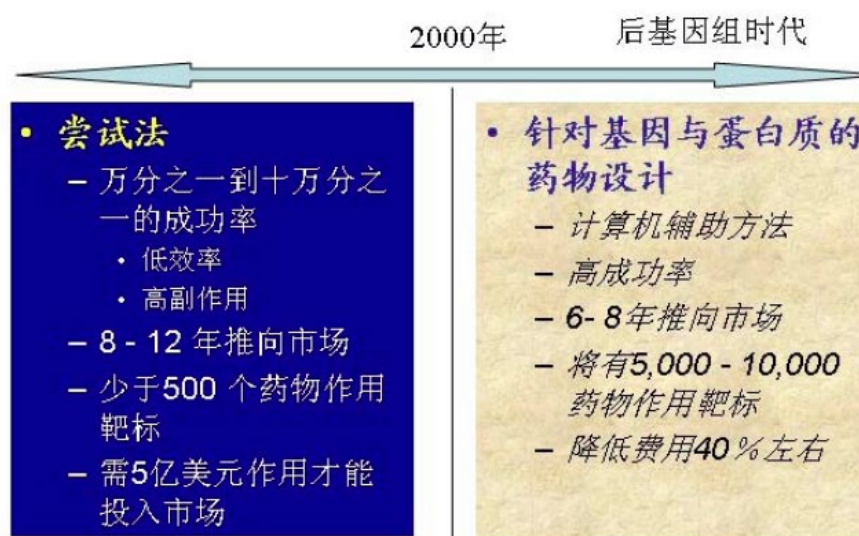 2000年
后基因组时代
• 尝试法
– 万分之一到十万分之
一的成功率
• 低效率
• 高副作用
– 8 - 12 年推向市场
– 少于500 个药物作用
靶标
– 需5亿美元作用才能
投入市场
• 针对基因与蛋白质的
药物设计
– 计算机辅助方法
– 高成功率
– 6- 8年推向市场
– 将有5,000 - 10,000
药物作用靶标
– 降低费用40％左右